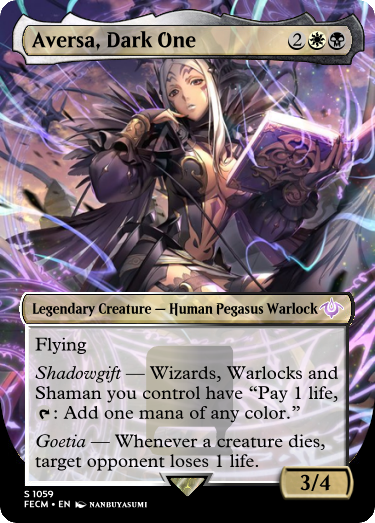 Aversa, Dark One 2
Legendary Creature — Human Pegasus Warlock
Flying
Shadowgift — Wizards, Warlocks and
Shaman you control have “Pay 1 life,
: Add one mana of any color.”
Goetia — Whenever a creature dies,
target opponent loses 1 life.
3/4
S 1059
FECM • EN NANBUYASUMI